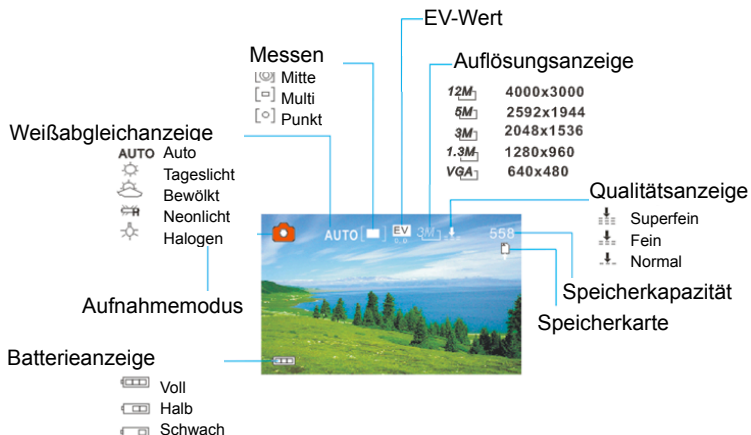 EV-Wert
Messen
Mitte
Multi
Punkt
Auflösungsanzeige
12M 4000x3000
5M 2592x1944
3M 2048x1536
1.3M 1280x960
VGA 640x480
Weißabgleichanzeige
AUTO Auto
Tageslicht
Bewölkt
Neonlicht
Halogen
Qualitätsanzeige
Superfein
Fein
Normal
AUTO EV 0.0 3M 558
Aufnahmemodus
Speicherkapazität
Speicherkarte
Batterieanzeige
Voll
Halb
Schwach